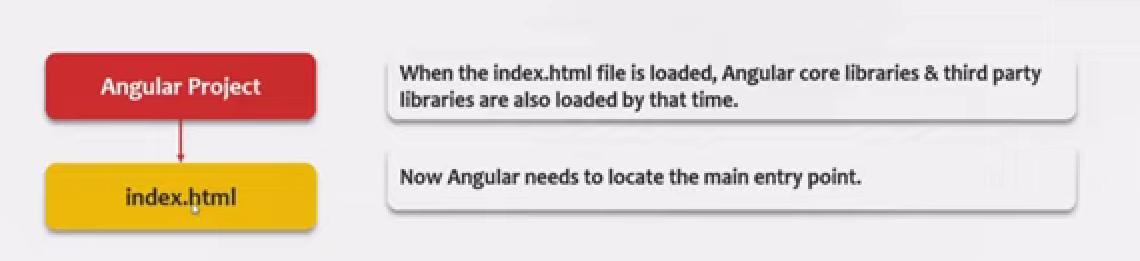 Angular Project
When the index.html file is loaded, Angular core libraries & third party
libraries are also loaded by that time.
index.html
Now Angular needs to locate the main entry point.